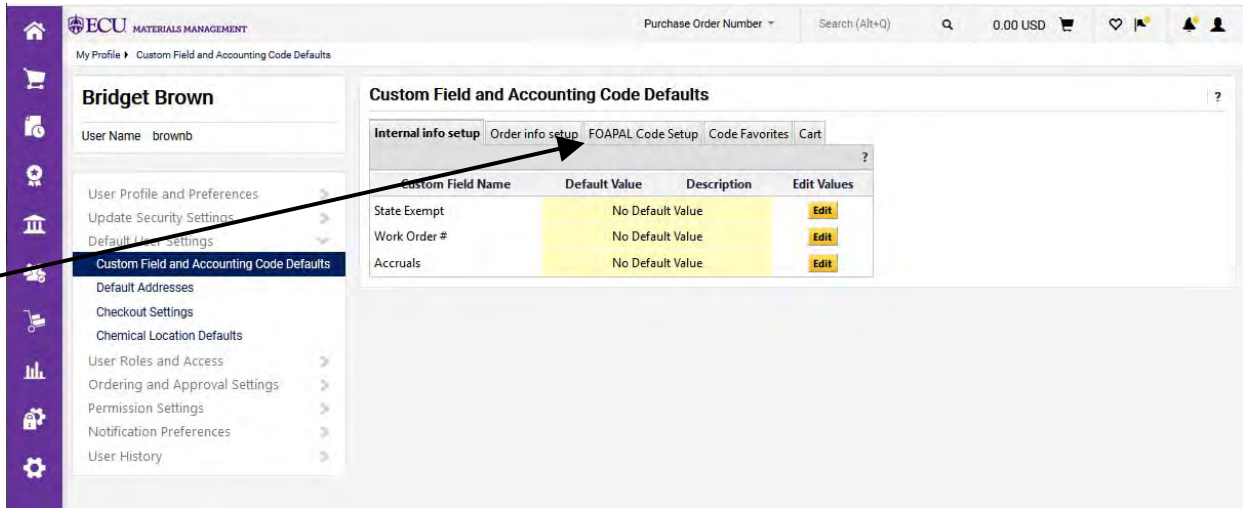 ECU MATERIALS MANAGEMENT Purchase Order Number Search (Alt+Q) 0.00 USD
My Profile Custom Field and Accounting Code Defaults
Bridget Brown
User Name brownb
User Profile and Preferences
Update Security Settings
Default User Settings
Custom Field and Accounting Code Defaults
Default Addresses
Checkout Settings
Chemical Location Defaults
User Roles and Access
Ordering and Approval Settings
Permission Settings
Notification Preferences
User History
Custom Field and Accounting Code Defaults ?
Internal info setup Order info setup FOAPAL Code Setup Code Favorites Cart
?
Custom Field Name Default Value Description Edit Values
State Exempt No Default Value Edit
Work Order # No Default Value Edit
Accruals No Default Value Edit